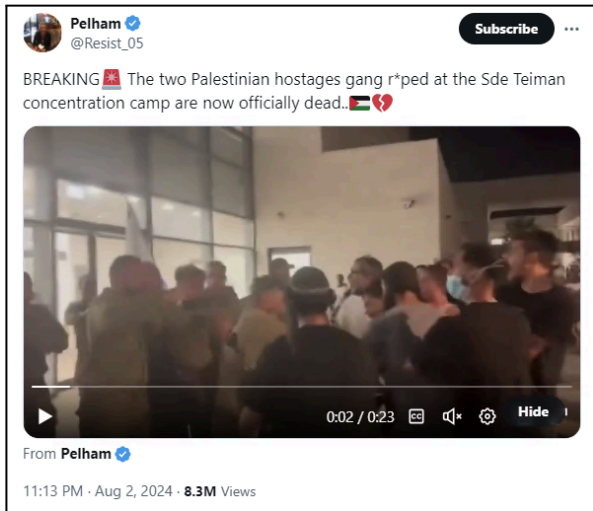 Pelham
@Resist_05
Subscribe
BREAKING🚨 The two Palestinian hostages gang r*ped at the Sde Teiman
concentration camp are now officially dead..🇵🇸💔
0:02 / 0:23
CC
Hide
From Pelham
11:13 PM · Aug 2, 2024 · 8.3M Views